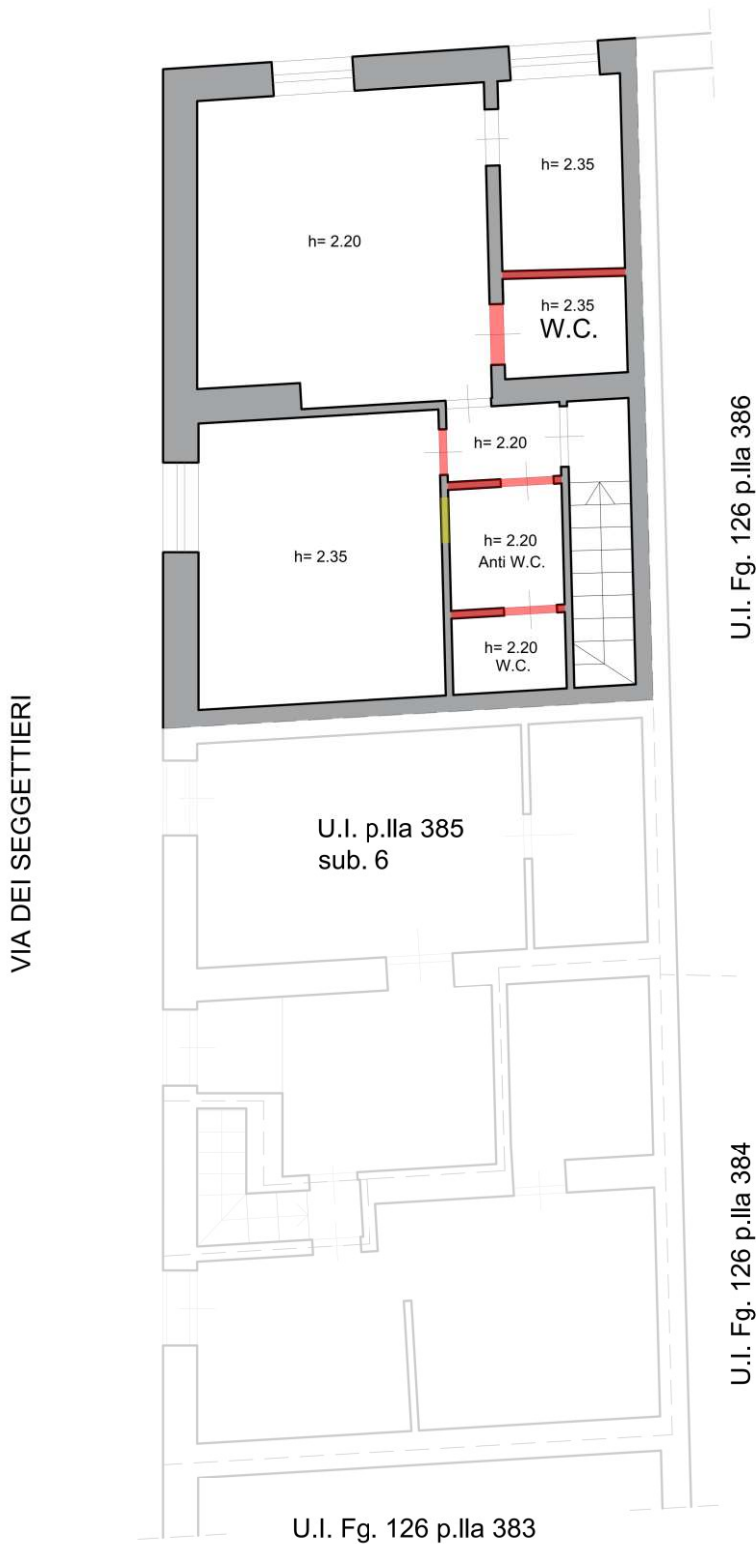 h= 2.35
h= 2.20
h= 2.35
W.C.
h= 2.20
h= 2.35
h= 2.20
Anti W.C.
h= 2.20
W.C.
U.I. Fg. 126 p.lla 386
VIA DEI SEGGETTIERI
U.I. p.lla 385
sub. 6
U.I. Fg. 126 p.lla 384
U.I. Fg. 126 p.lla 383